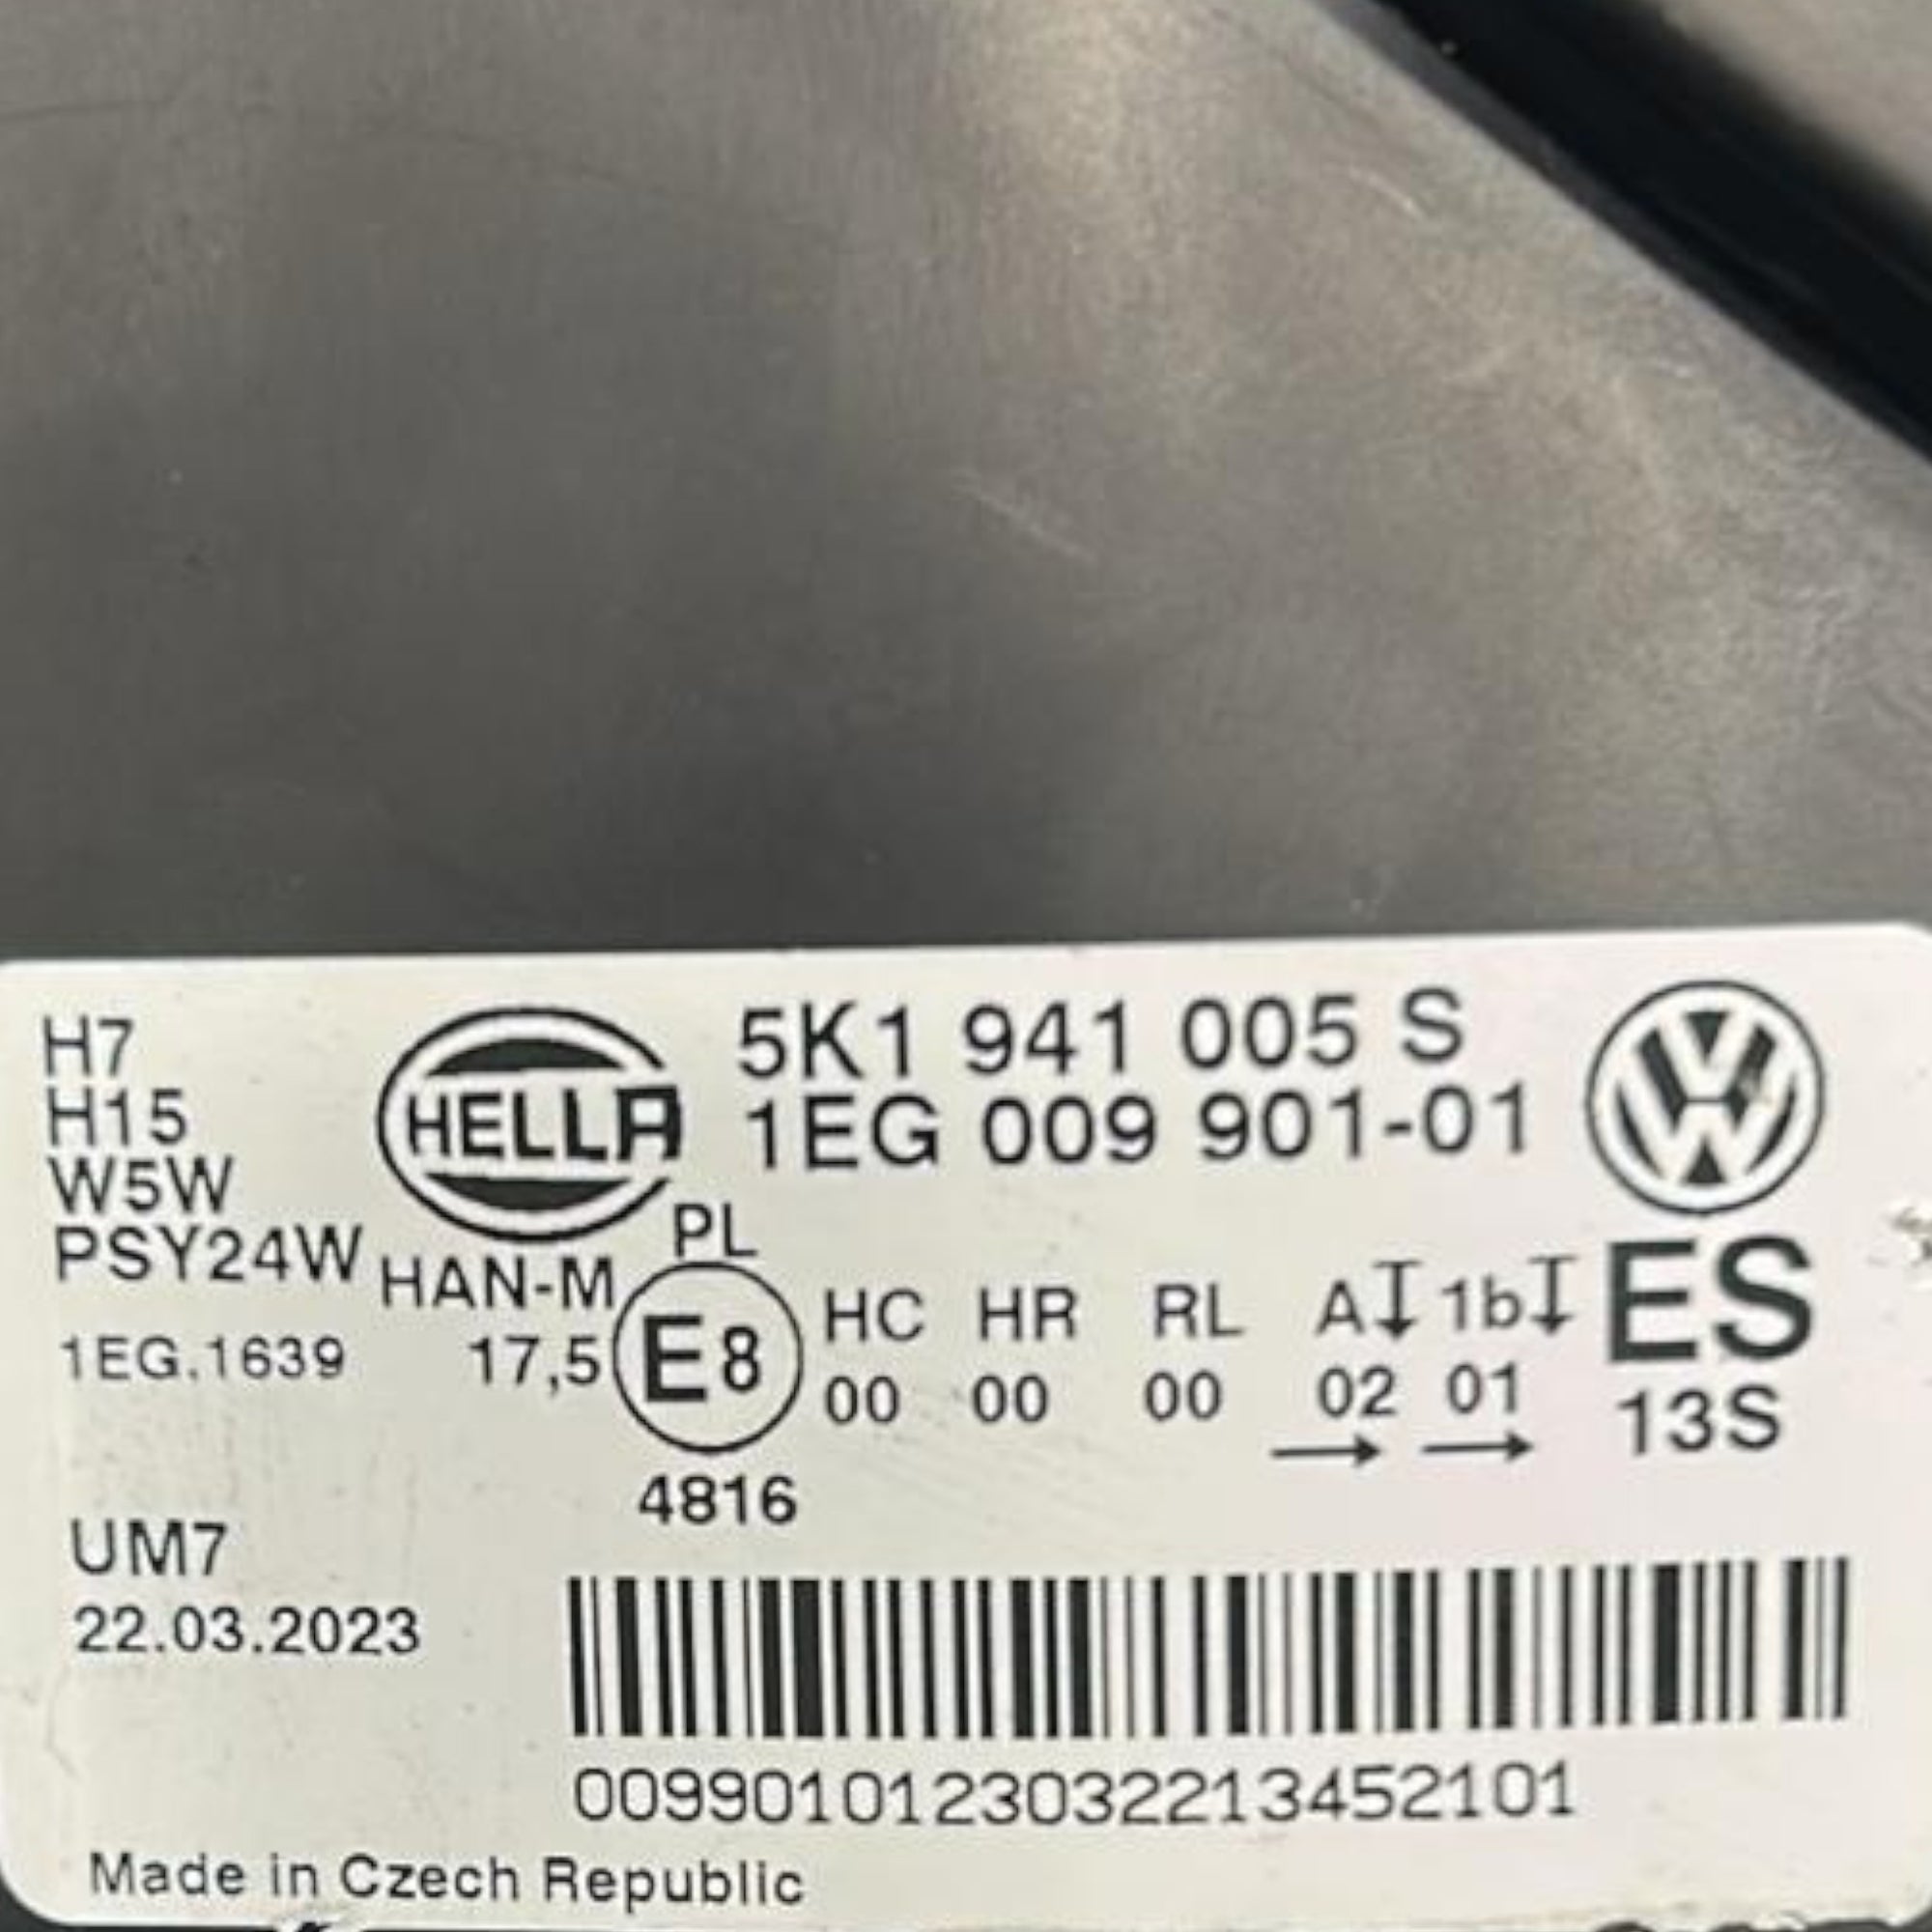 H7
H15
W5W
PSY24W
HELLA
5K1 941 005 S
1EG 009 901-01
VW
HAN-M
PL
1EG.1639
17,5
E8
HC HR RL A 1b
00 00 00 02 01
ES
13S
4816
UM7
22.03.2023
0099010123032213452101
Made in Czech Republic